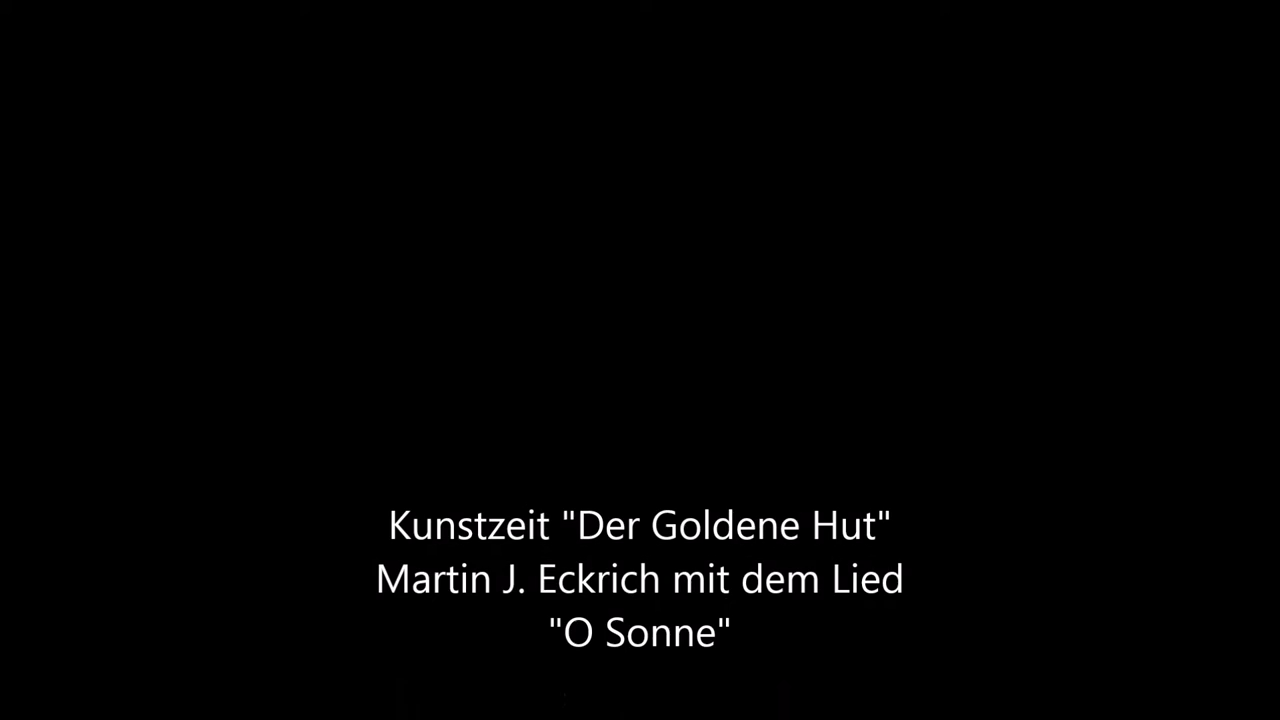 Kunstzeit "Der Goldene Hut"
Martin J. Eckrich mit dem Lied
"O Sonne"